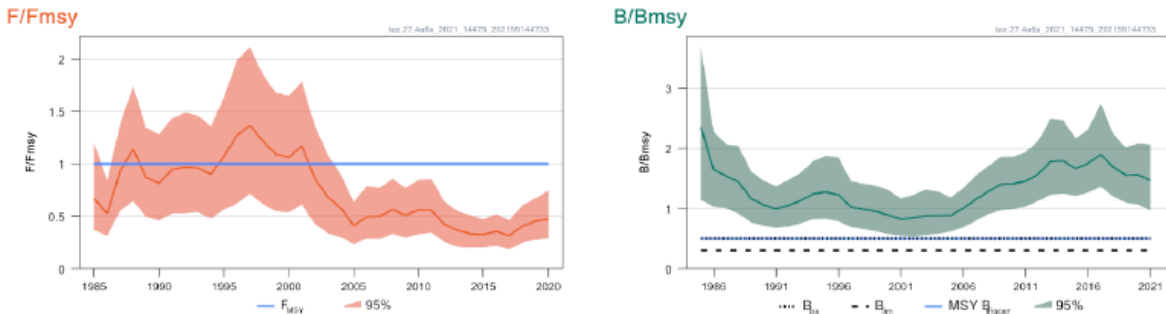 F/Fmsy
lez.27.4a6a_2021_14475_202159144733
F/Fmsy
2
1.5
1
0.5
0
1985 1990 1995 2000 2005 2010 2015 2020
FMSY 95%
B/Bmsy
lez.27.4a6a_2021_14475_202159144733
B/Bmsy
3
2
1
0
1986 1991 1996 2001 2006 2011 2016 2021
Bpa Blim MSY Btrigger 95%